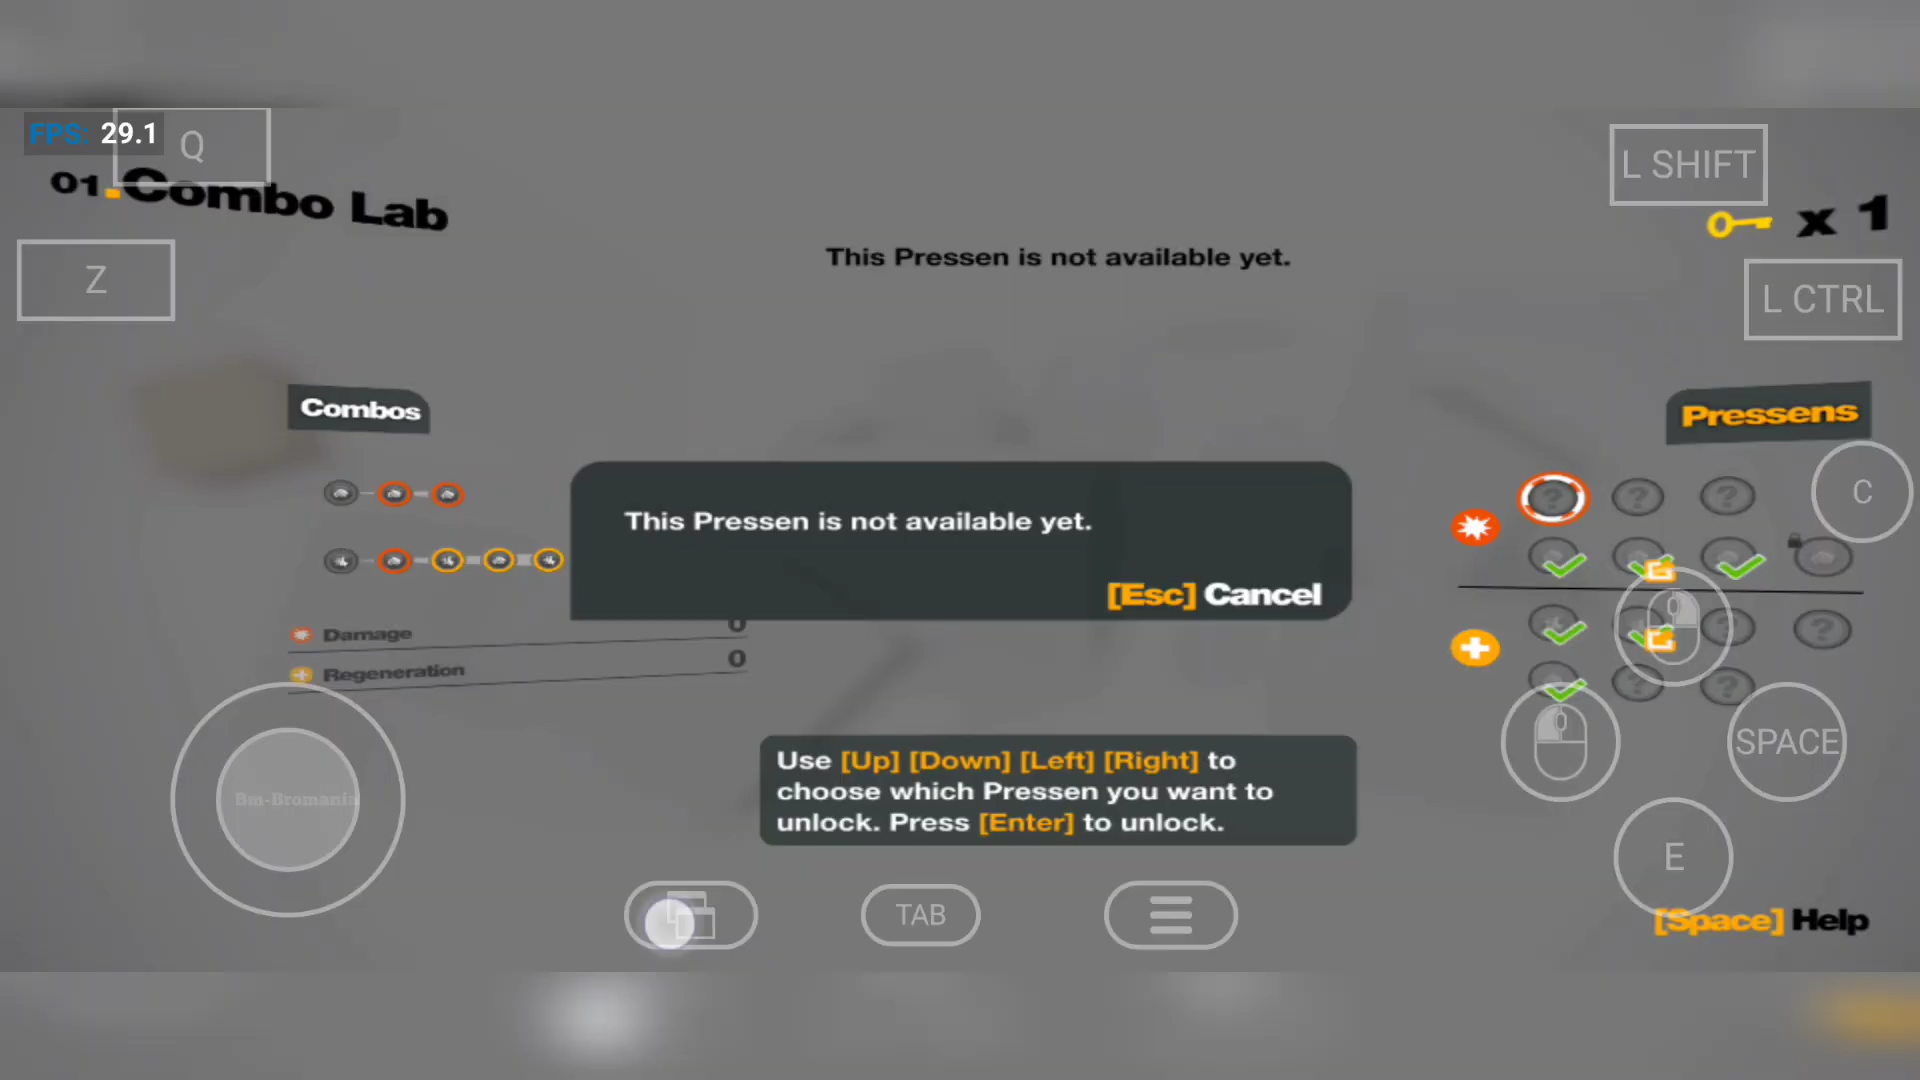 FPS: 29.1
Q
L SHIFT
01.Combo Lab
x 1
This Pressen is not available yet.
Z
L CTRL
Combos
Pressens
C
This Pressen is not available yet.
[Esc] Cancel
Damage 0
Regeneration 0
Use [Up] [Down] [Left] [Right] to
choose which Pressen you want to
unlock. Press [Enter] to unlock.
SPACE
Bm-Bromania
E
TAB
[Space] Help